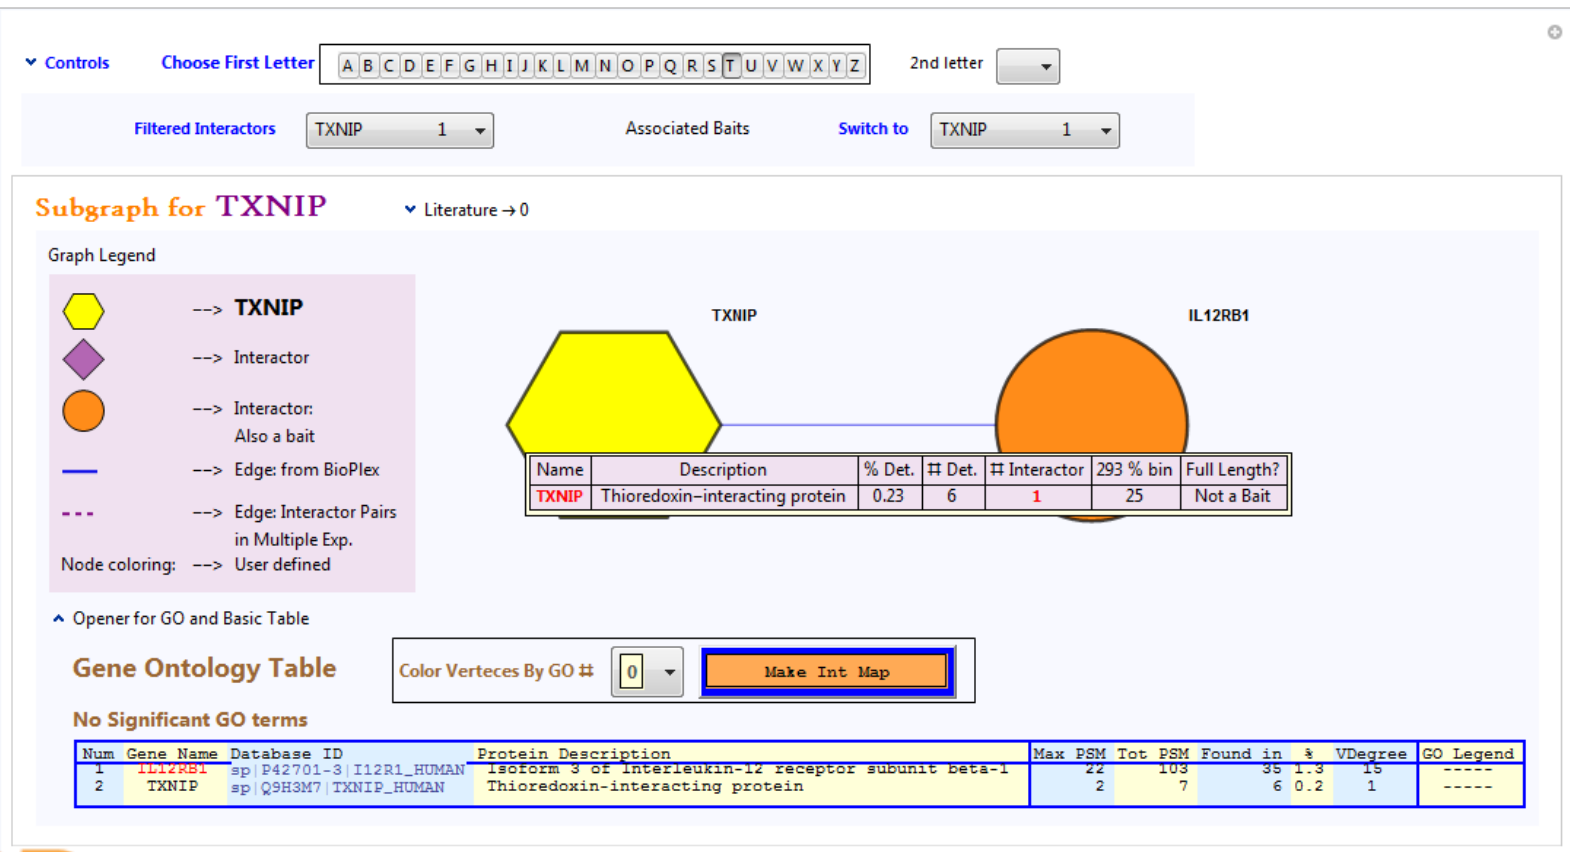 Controls Choose First Letter A B C D E F G H I J K L M N O P Q R S T U V W X Y Z 2nd letter
Filtered Interactors TXNIP 1 Associated Baits Switch to TXNIP 1
Subgraph for TXNIP Literature → 0
Graph Legend
--> TXNIP
--> Interactor
--> Interactor:
Also a bait
--> Edge: from BioPlex
--> Edge: Interactor Pairs
in Multiple Exp.
Node coloring: --> User defined
TXNIP IL12RB1
Name Description % Det. # Det. # Interactor 293 % bin Full Length?
TXNIP Thioredoxin-interacting protein 0.23 6 1 25 Not a Bait
Opener for GO and Basic Table
Gene Ontology Table Color Verteces By GO # 0 Make Int Map
No Significant GO terms
Num Gene Name Database ID Protein Description Max PSM Tot PSM Found in % VDegree GO Legend
1 IL12RB1 sp|P42701-3|I12R1_HUMAN Isoform 3 of Interleukin-12 receptor subunit beta-1 22 103 35 1.3 15 -----
2 TXNIP sp|Q9H3M7|TXNIP_HUMAN Thioredoxin-interacting protein 2 7 6 0.2 1 -----